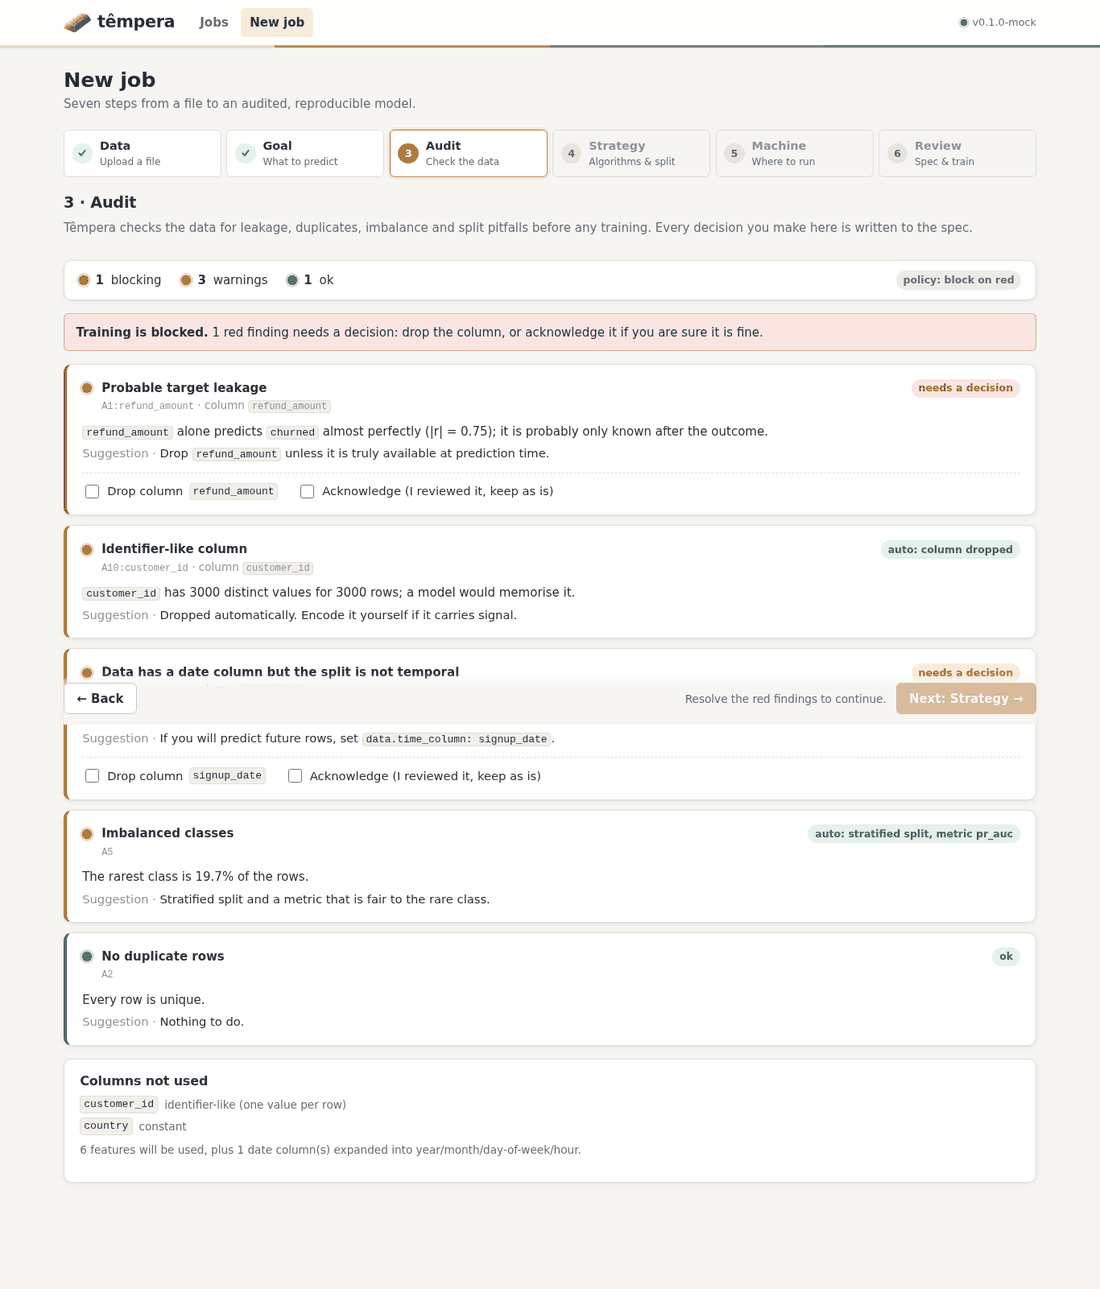 têmpera Jobs New job v0.1.0-mock
New job
Seven steps from a file to an audited, reproducible model.
Data
Upload a file
Goal
What to predict
3 Audit
Check the data
4 Strategy
Algorithms & split
5 Machine
Where to run
6 Review
Spec & train
3 · Audit
Têmpera checks the data for leakage, duplicates, imbalance and split pitfalls before any training. Every decision you make here is written to the spec.
1 blocking 3 warnings 1 ok policy: block on red
Training is blocked. 1 red finding needs a decision: drop the column, or acknowledge it if you are sure it is fine.
Probable target leakage needs a decision
A1:refund_amount · column refund_amount
refund_amount alone predicts churned almost perfectly (|r| = 0.75); it is probably only known after the outcome.
Suggestion · Drop refund_amount unless it is truly available at prediction time.
Drop column refund_amount Acknowledge (I reviewed it, keep as is)
Identifier-like column auto: column dropped
A10:customer_id · column customer_id
customer_id has 3000 distinct values for 3000 rows; a model would memorise it.
Suggestion · Dropped automatically. Encode it yourself if it carries signal.
Data has a date column but the split is not temporal needs a decision
← Back Resolve the red findings to continue. Next: Strategy →
Suggestion · If you will predict future rows, set data.time_column: signup_date.
Drop column signup_date Acknowledge (I reviewed it, keep as is)
Imbalanced classes auto: stratified split, metric pr_auc
A5
The rarest class is 19.7% of the rows.
Suggestion · Stratified split and a metric that is fair to the rare class.
No duplicate rows ok
A2
Every row is unique.
Suggestion · Nothing to do.
Columns not used
customer_id identifier-like (one value per row)
country constant
6 features will be used, plus 1 date column(s) expanded into year/month/day-of-week/hour.